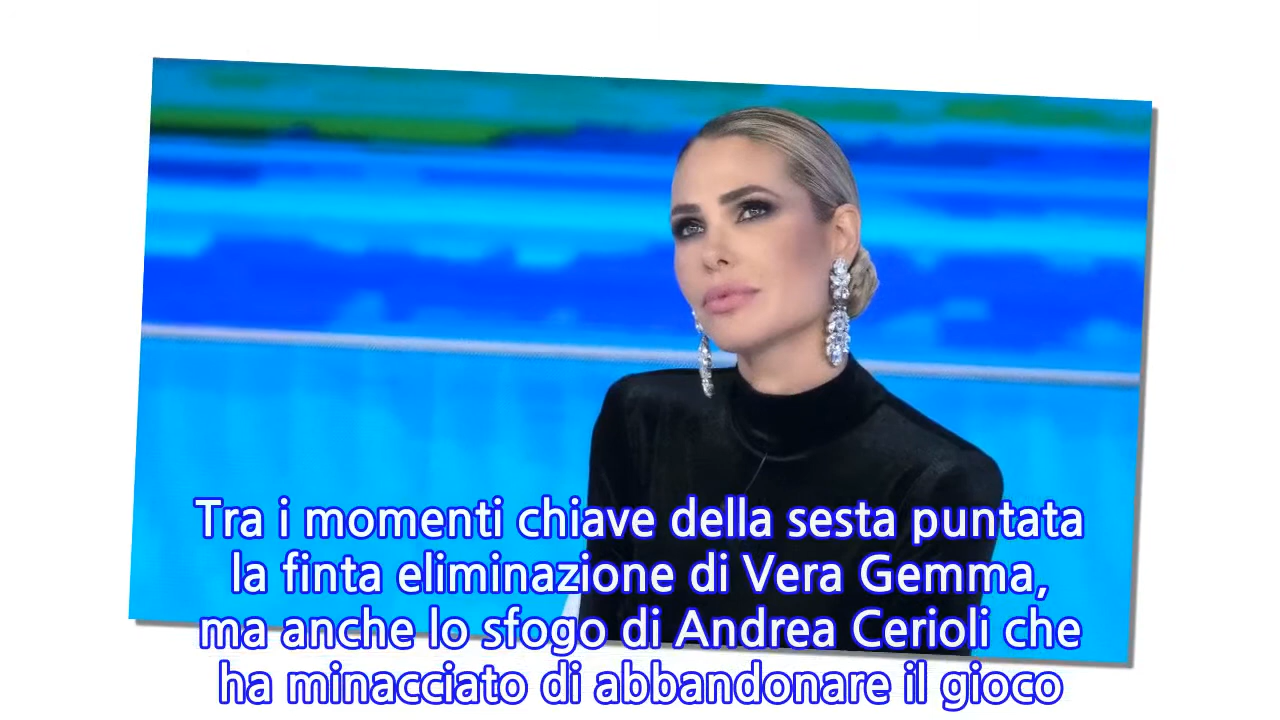 Tra i momenti chiave della sesta puntata
la finta eliminazione di Vera Gemma,
ma anche lo sfogo di Andrea Cerioli che
ha minacciato di abbandonare il gioco